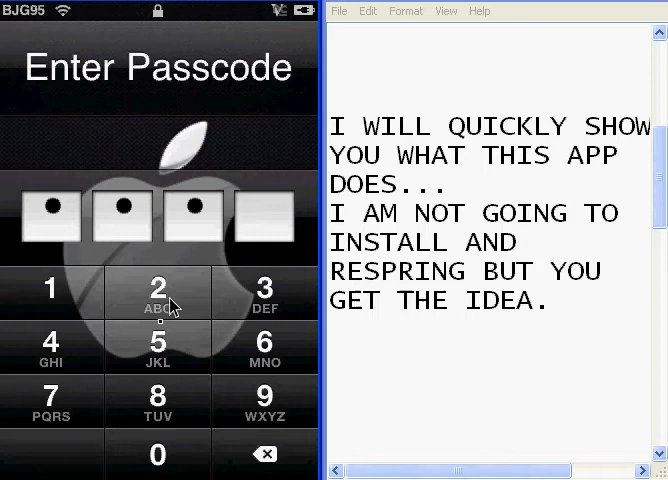 BJG95
Enter Passcode
1
2 ABC
3 DEF
4 GHI
5 JKL
6 MNO
7 PQRS
8 TUV
9 WXYZ
0
File Edit Format View Help
I WILL QUICKLY SHOW
YOU WHAT THIS APP
DOES...
I AM NOT GOING TO
INSTALL AND
RESPRING BUT YOU
GET THE IDEA.